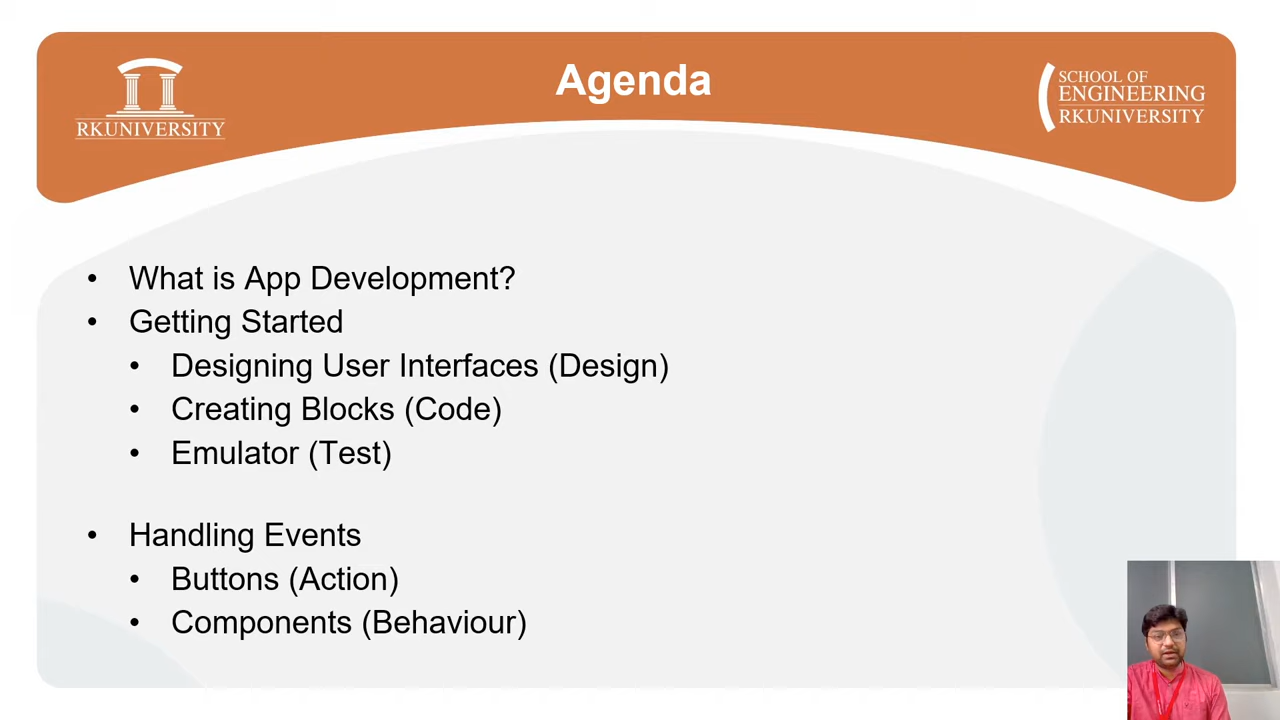 Agenda
RKUNIVERSITY
SCHOOL OF
ENGINEERING
RKUNIVERSITY
• What is App Development?
• Getting Started
• Designing User Interfaces (Design)
• Creating Blocks (Code)
• Emulator (Test)
• Handling Events
• Buttons (Action)
• Components (Behaviour)